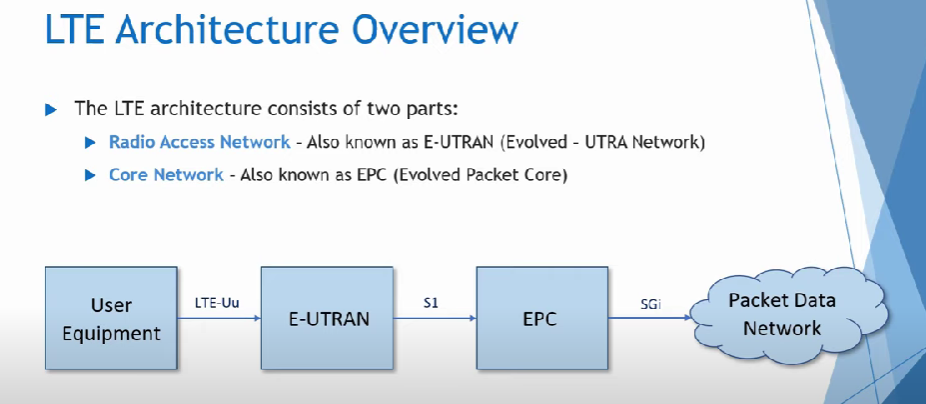 LTE Architecture Overview
The LTE architecture consists of two parts:
Radio Access Network - Also known as E-UTRAN (Evolved – UTRA Network)
Core Network - Also known as EPC (Evolved Packet Core)
User
Equipment
LTE-Uu
E-UTRAN
S1
EPC
SGi
Packet Data
Network